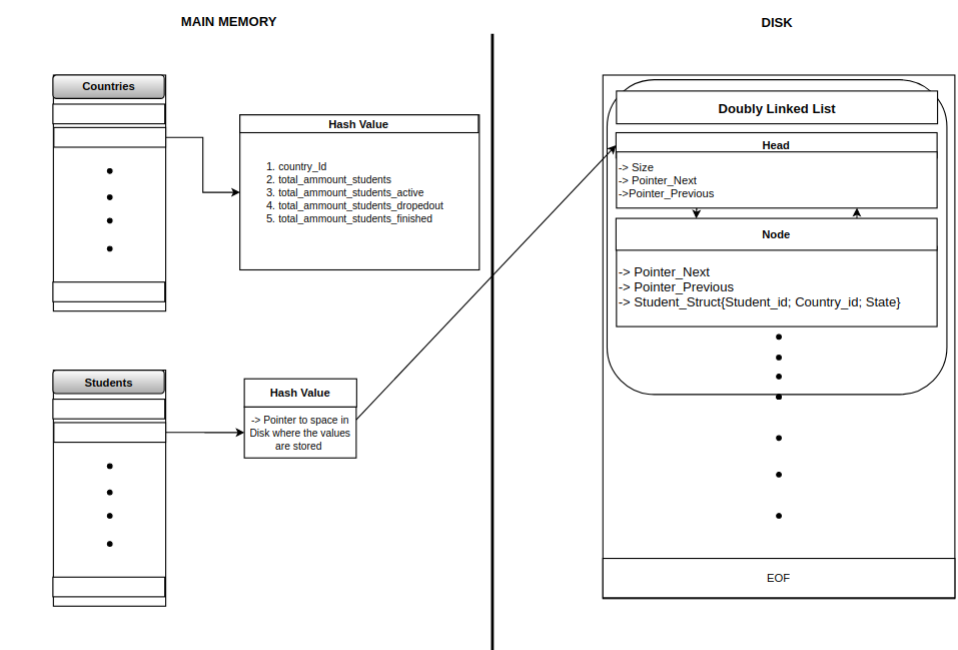 MAIN MEMORY
DISK
Countries
Hash Value
1. country_Id
2. total_ammount_students
3. total_ammount_students_active
4. total_ammount_students_dropedout
5. total_ammount_students_finished
Students
Hash Value
-> Pointer to space in
Disk where the values
are stored
Doubly Linked List
Head
-> Size
-> Pointer_Next
->Pointer_Previous
Node
-> Pointer_Next
-> Pointer_Previous
-> Student_Struct{Student_id; Country_id; State}
EOF